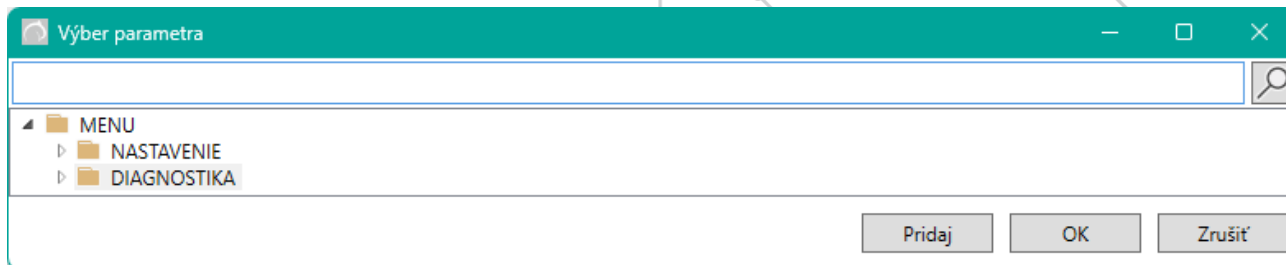 Výber parametra
MENU
NASTAVENIE
DIAGNOSTIKA
Pridaj OK Zrušiť